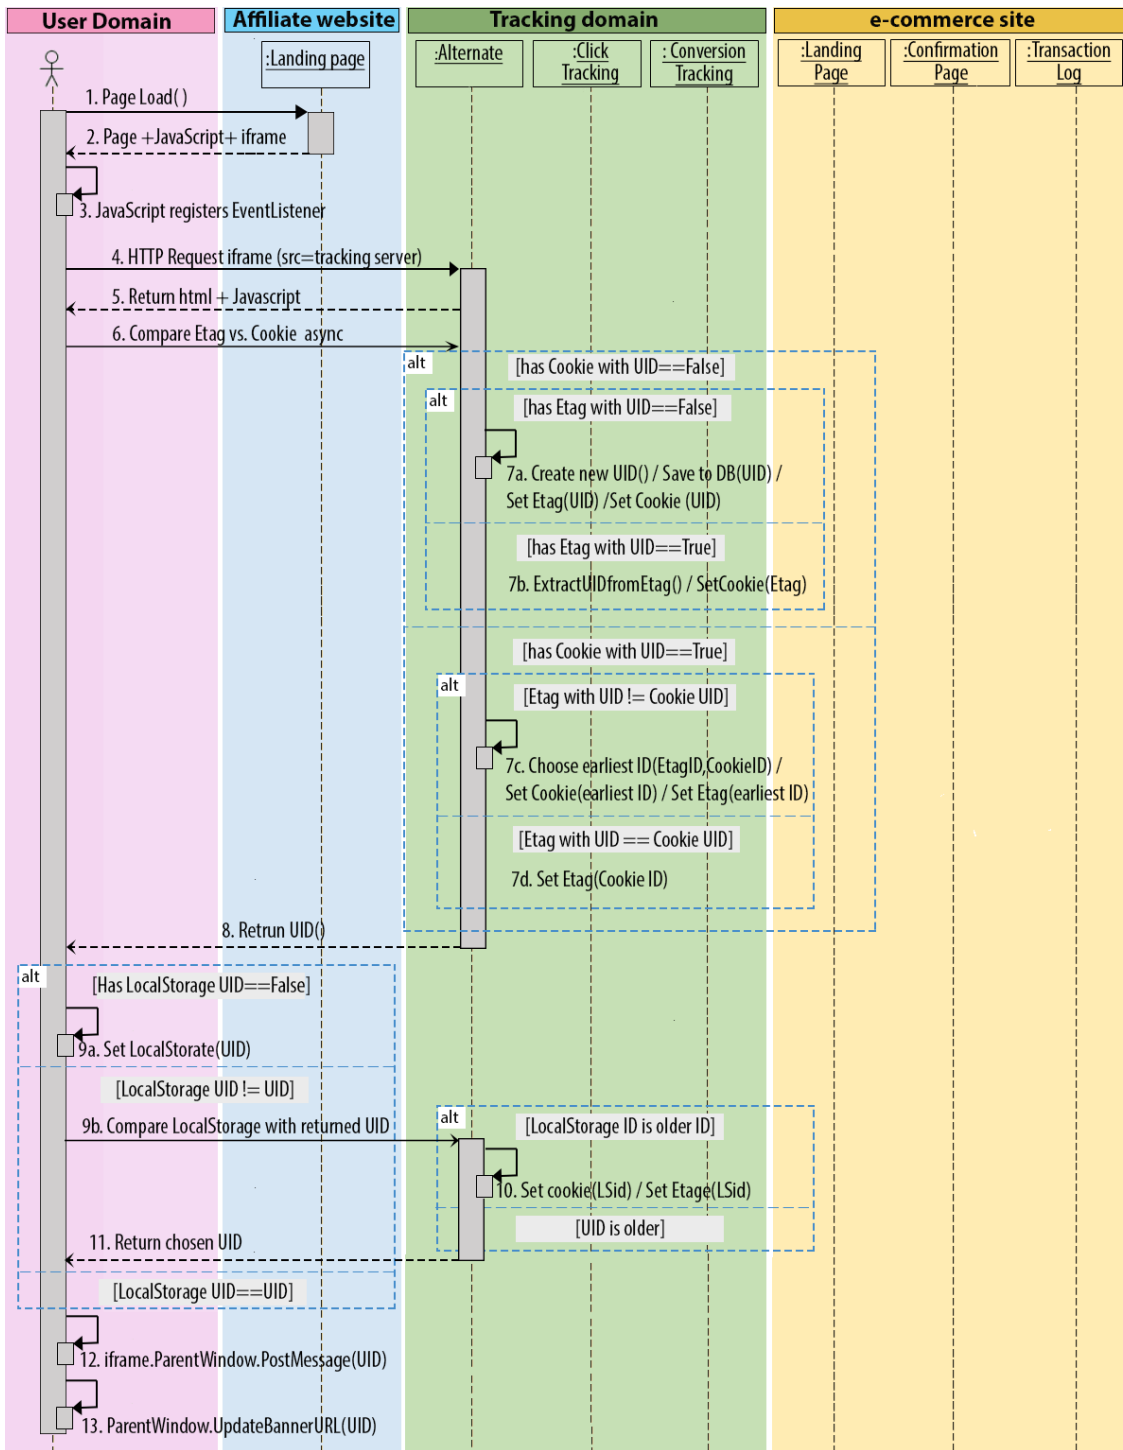 User Domain
Affiliate website
Tracking domain
e-commerce site
:Landing page
:Alternate
:Click
Tracking
: Conversion
Tracking
:Landing
Page
:Confirmation
Page
:Transaction
Log
1. Page Load( )
2. Page +JavaScript+ iframe
3. JavaScript registers EventListener
4. HTTP Request iframe (src=tracking server)
5. Return html + Javascript
6. Compare Etag vs. Cookie async
alt
[has Cookie with UID==False]
alt
[has Etag with UID==False]
7a. Create new UID() / Save to DB(UID) /
Set Etag(UID) /Set Cookie (UID)
[has Etag with UID==True]
7b. ExtractUIDfromEtag() / SetCookie(Etag)
[has Cookie with UID==True]
alt
[Etag with UID != Cookie UID]
7c. Choose earliest ID(EtagID,CookieID) /
Set Cookie(earliest ID) / Set Etag(earliest ID)
[Etag with UID == Cookie UID]
7d. Set Etag(Cookie ID)
8. Retrun UID()
alt
[Has LocalStorage UID==False]
9a. Set LocalStorate(UID)
[LocalStorage UID != UID]
9b. Compare LocalStorage with returned UID
alt
[LocalStorage ID is older ID]
10. Set cookie(LSid) / Set Etage(LSid)
[UID is older]
11. Return chosen UID
[LocalStorage UID==UID]
12. iframe.ParentWindow.PostMessage(UID)
13. ParentWindow.UpdateBannerURL(UID)